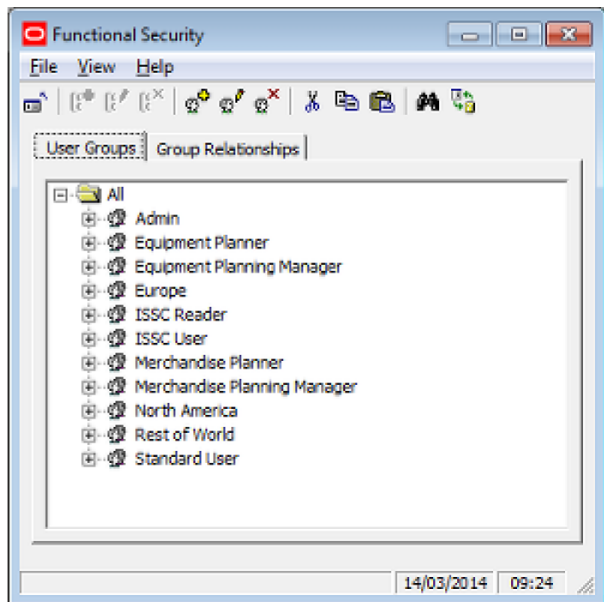 Functional Security
File View Help
User Groups Group Relationships
All
Admin
Equipment Planner
Equipment Planning Manager
Europe
ISSC Reader
ISSC User
Merchandise Planner
Merchandise Planning Manager
North America
Rest of World
Standard User
14/03/2014 09:24